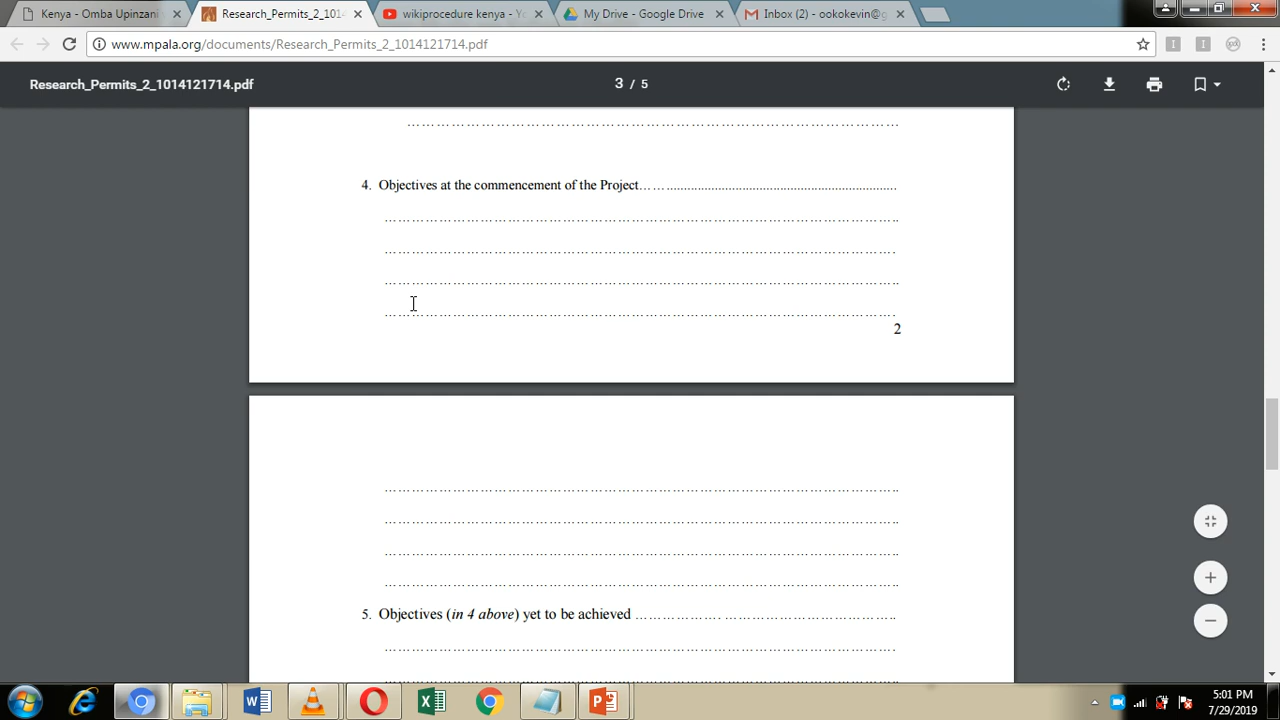 Kenya - Omba Upinzani
Research_Permits_2_101
wikiprocedure kenya - Yo
My Drive - Google Drive
Inbox (2) - ookokevin@g
www.mpala.org/documents/Research_Permits_2_1014121714.pdf
Research_Permits_2_1014121714.pdf
3 / 5
4. Objectives at the commencement of the Project
2
5. Objectives (in 4 above) yet to be achieved
5:01 PM
7/29/2019